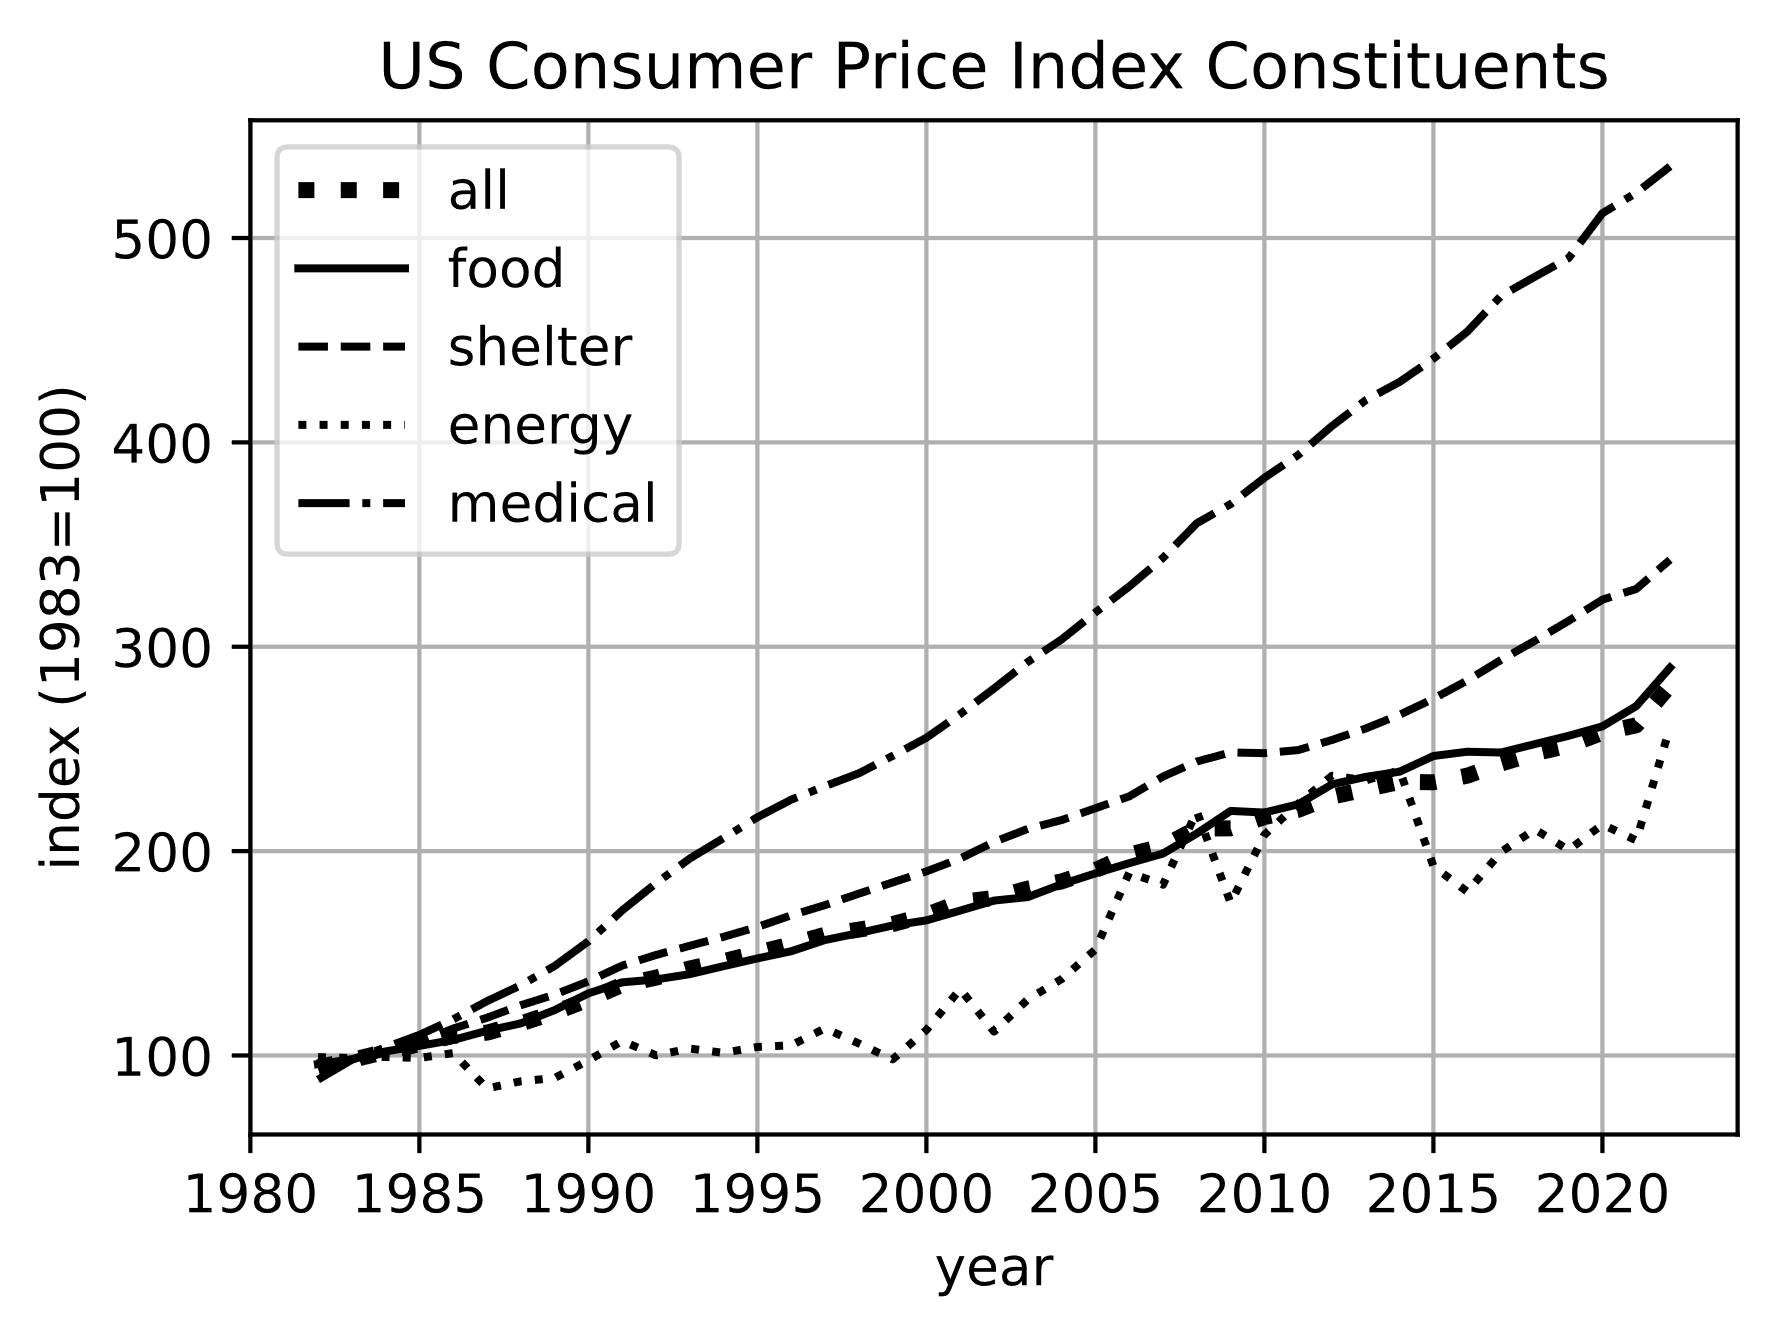 US Consumer Price Index Constituents
all
food
shelter
energy
medical
500
400
300
200
100
index (1983=100)
1980 1985 1990 1995 2000 2005 2010 2015 2020
year